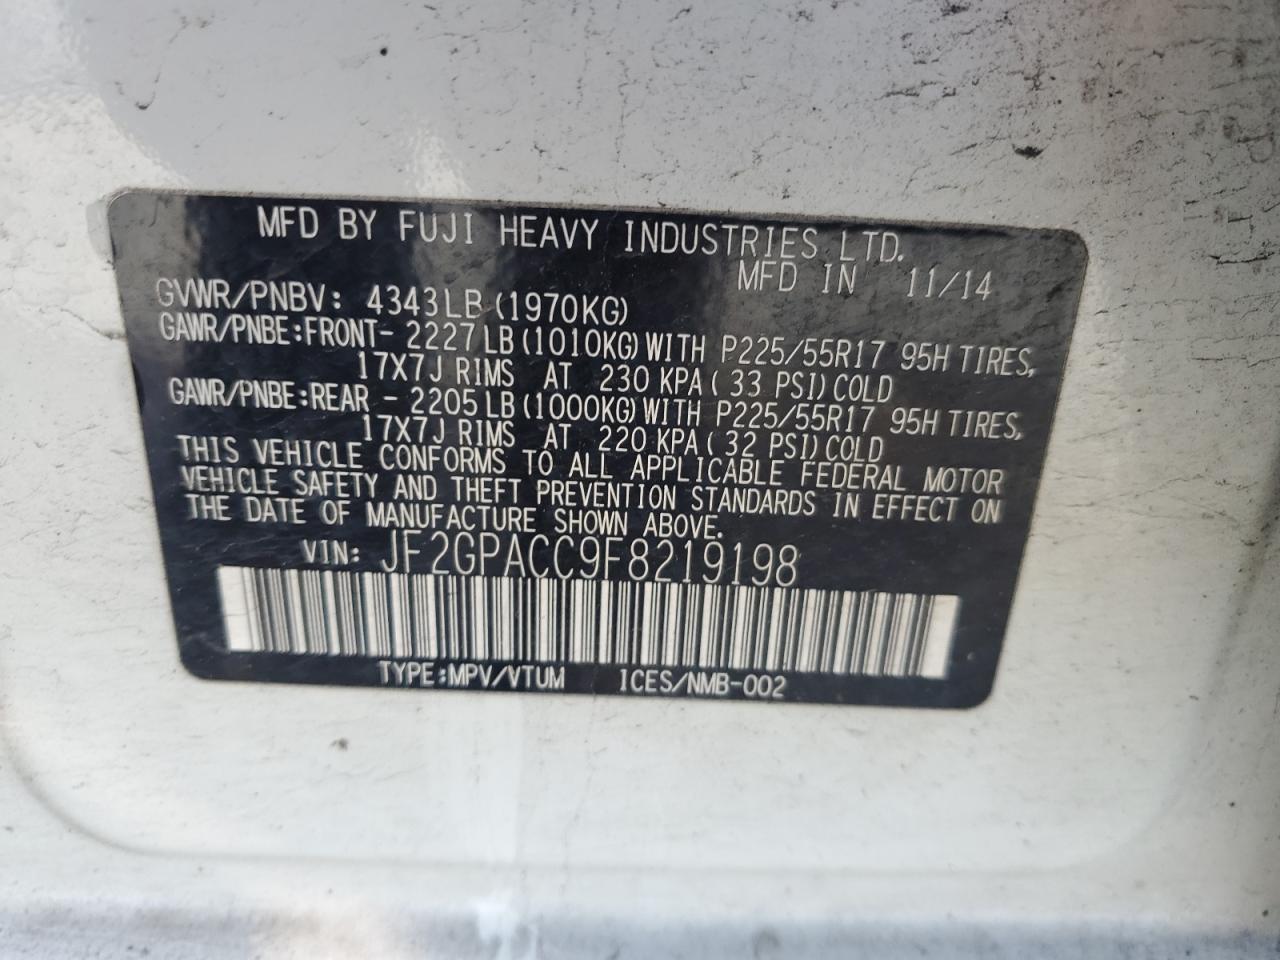 MFD BY FUJI HEAVY INDUSTRIES LTD.
MFD IN 11/14
GVWR/PNBV: 4343LB (1970KG)
GAWR/PNBE:FRONT- 2227LB (1010KG) WITH P225/55R17 95H TIRES,
17X7J RIMS AT 230 KPA ( 33 PSI) COLD
GAWR/PNBE:REAR - 2205LB (1000KG) WITH P225/55R17 95H TIRES,
17X7J RIMS AT 220 KPA ( 32 PSI) COLD
THIS VEHICLE CONFORMS TO ALL APPLICABLE FEDERAL MOTOR
VEHICLE SAFETY AND THEFT PREVENTION STANDARDS IN EFFECT ON
THE DATE OF MANUFACTURE SHOWN ABOVE.
VIN: JF2GPACC9F8219198
TYPE:MPV/VTUM ICES/NMB-002